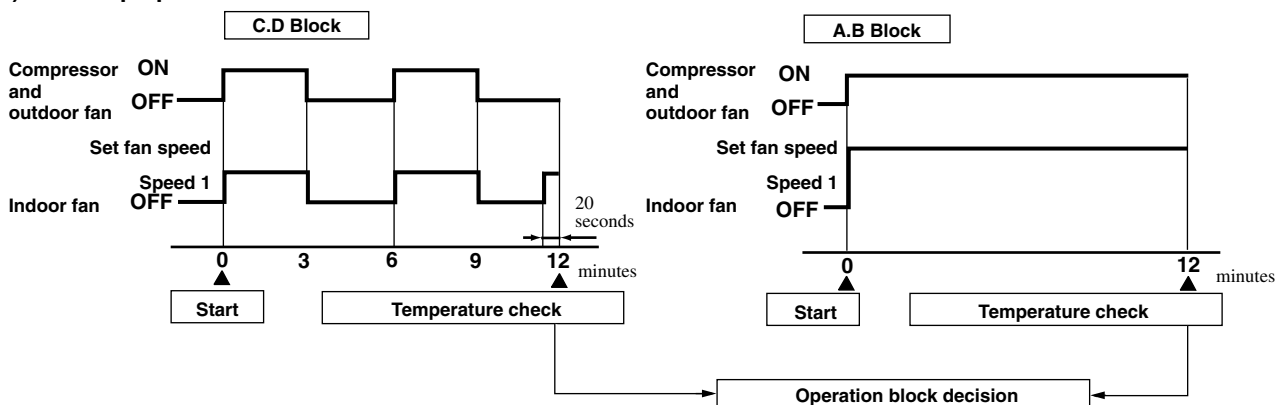 C.D Block
A.B Block
Compressor
and
outdoor fan
ON
OFF
Set fan speed
Speed 1
Indoor fan
OFF
20
seconds
0
3
6
9
12
minutes
Start
Temperature check
Compressor
and
outdoor fan
ON
OFF
Set fan speed
Speed 1
Indoor fan
OFF
0
12
minutes
Start
Temperature check
Operation block decision